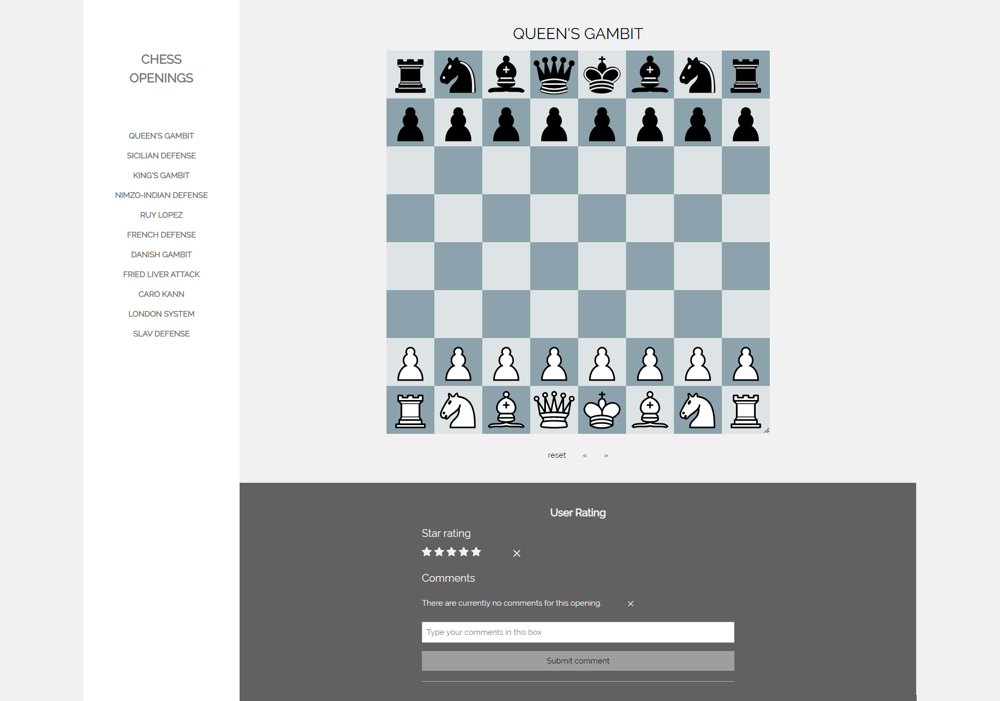 CHESS
OPENINGS
QUEEN'S GAMBIT
SICILIAN DEFENSE
KING'S GAMBIT
NIMZO-INDIAN DEFENSE
RUY LOPEZ
FRENCH DEFENSE
DANISH GAMBIT
FRIED LIVER ATTACK
CARO KANN
LONDON SYSTEM
SLAV DEFENSE
QUEEN'S GAMBIT
reset « »
User Rating
Star rating
Comments
There are currently no comments for this opening.
Type your comments in this box
Submit comment